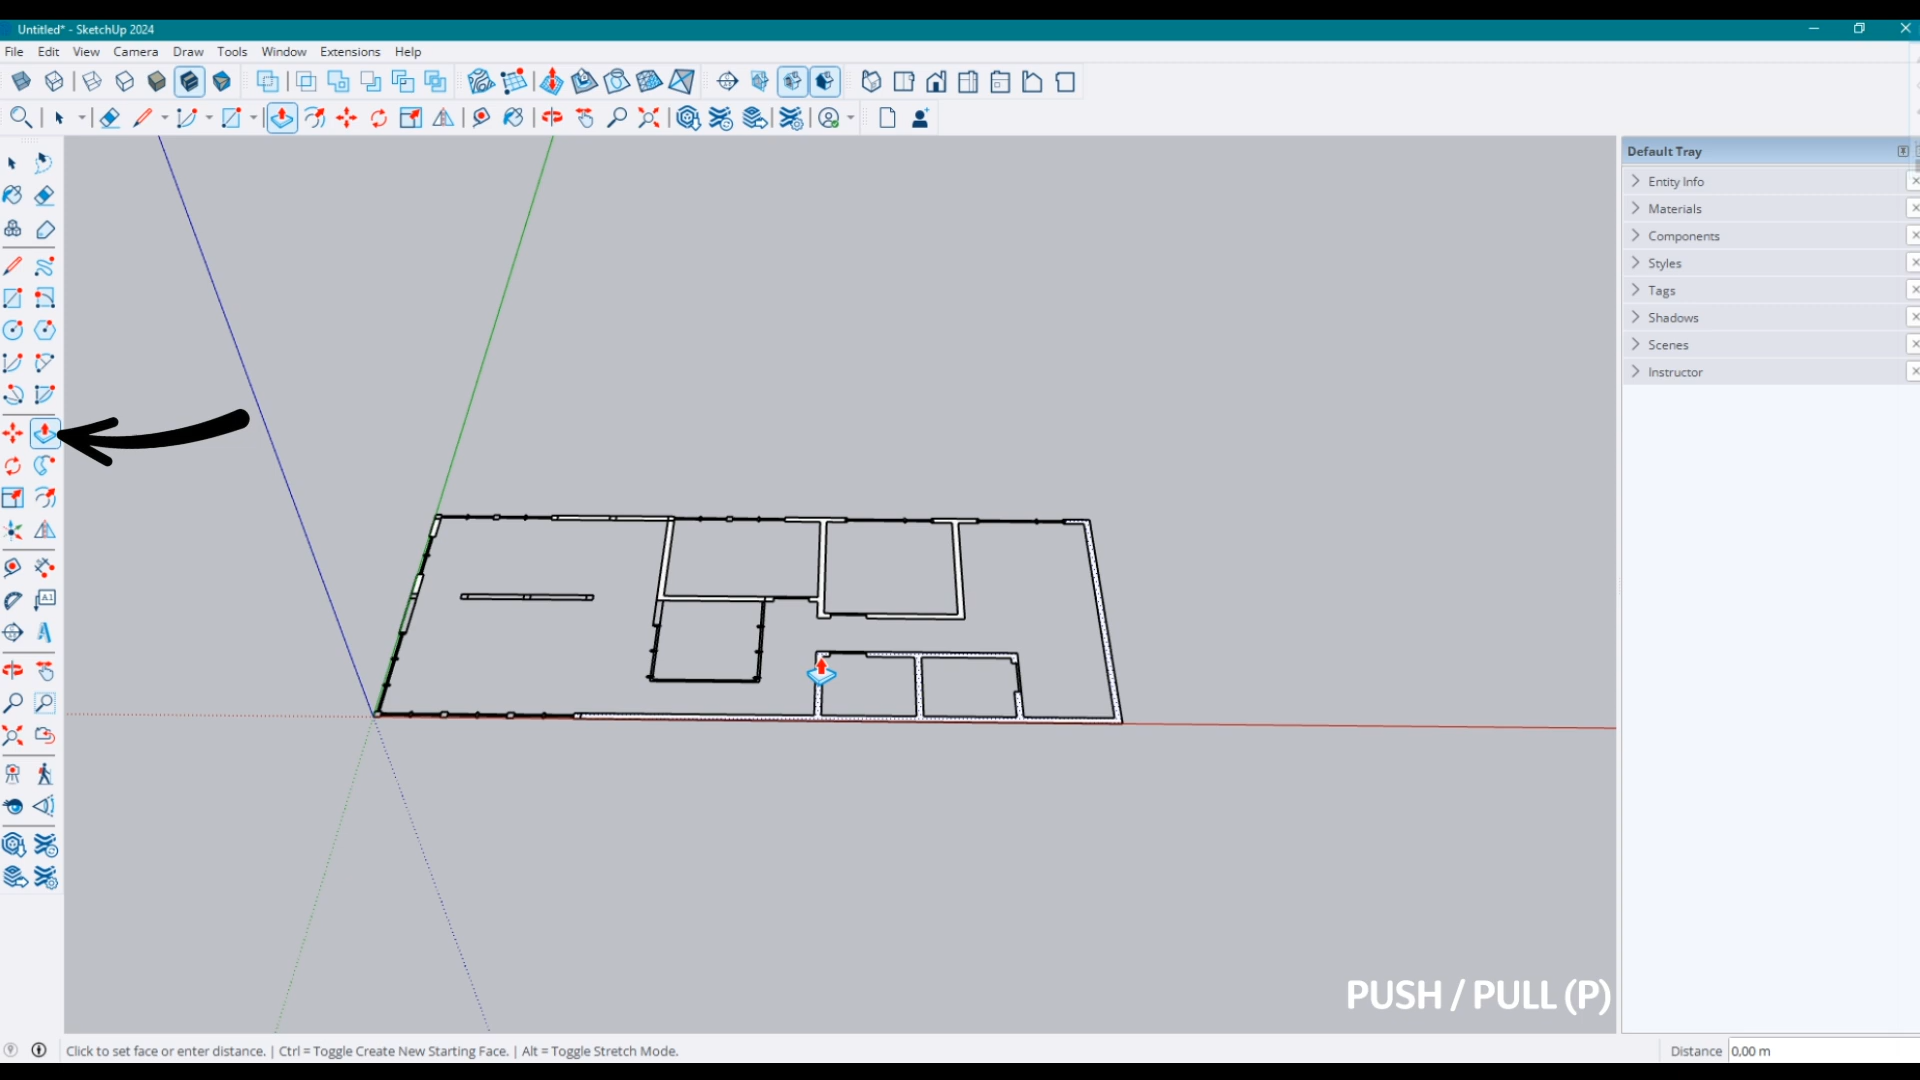 Untitled* - SketchUp 2024
File Edit View Camera Draw Tools Window Extensions Help
Default Tray
Entity Info
Materials
Components
Styles
Tags
Shadows
Scenes
Instructor
A1
PUSH / PULL (P)
Click to set face or enter distance. | Ctrl = Toggle Create New Starting Face. | Alt = Toggle Stretch Mode.
Distance 0,00 m